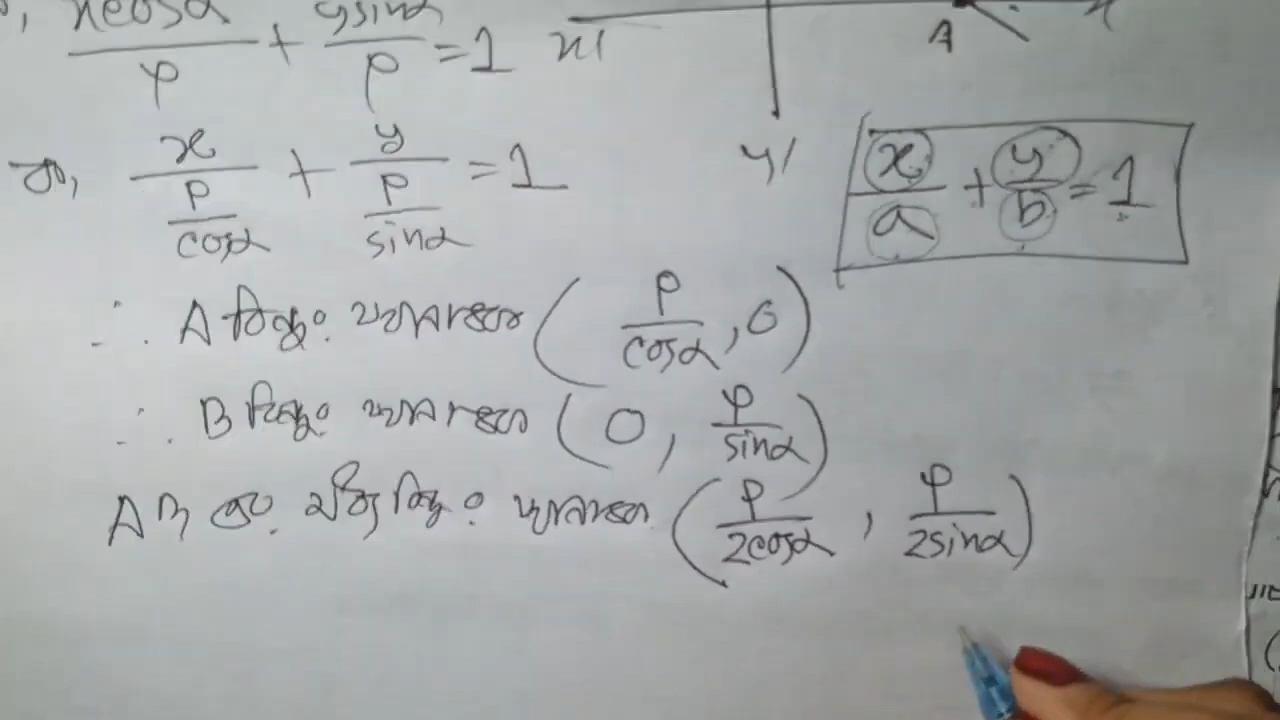 xcosα/p + ysinα/p = 1
x'
A
x
বা, x/(p/cosα) + y/(p/sinα) = 1
y'
x/a + y/b = 1
∴ A বিন্দুর স্থানাঙ্ক (p/cosα, 0)
∴ B বিন্দুর স্থানাঙ্ক (0, p/sinα)
AB এর মধ্যবিন্দুর স্থানাঙ্ক (p/2cosα, p/2sinα)